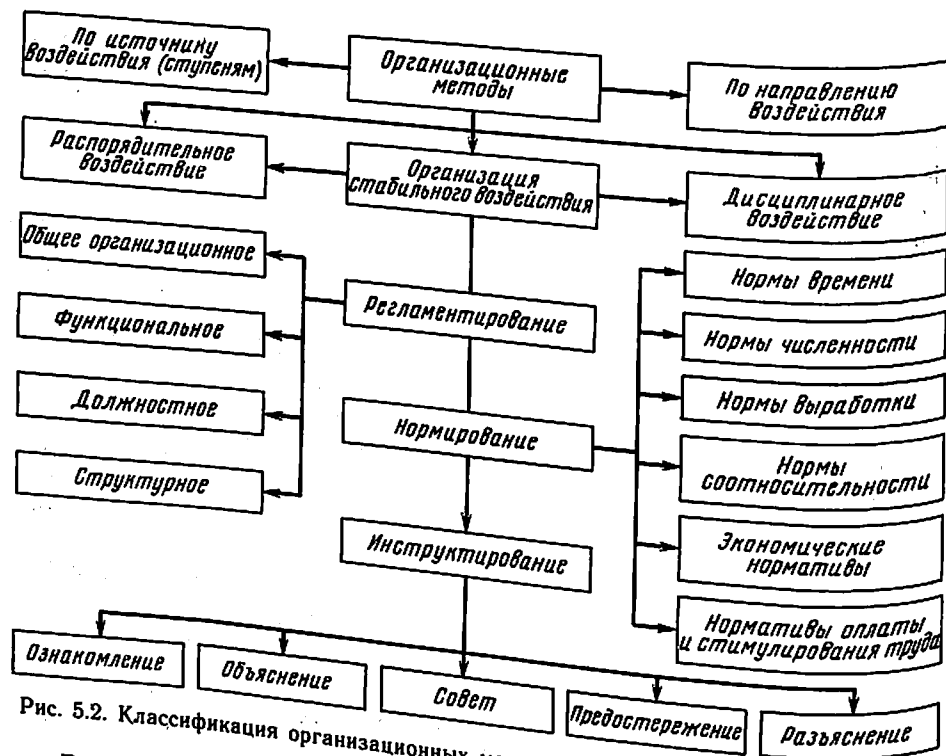 По источнику
воздействия (ступеням)
Организационные
методы
По направлению
воздействия
Распорядительное
воздействие
Организация
стабильного воздействия
Дисциплинарное
воздействие
Общее организационное
Функциональное
Должностное
Структурное
Регламентирование
Нормирование
Инструктирование
Нормы времени
Нормы численности
Нормы выработки
Нормы
соотносительности
Экономические
нормативы
Нормативы оплаты
и стимулирования труда
Ознакомление
Объяснение
Совет
Предостережение
Разъяснение
Рис. 5.2. Классификация организационных